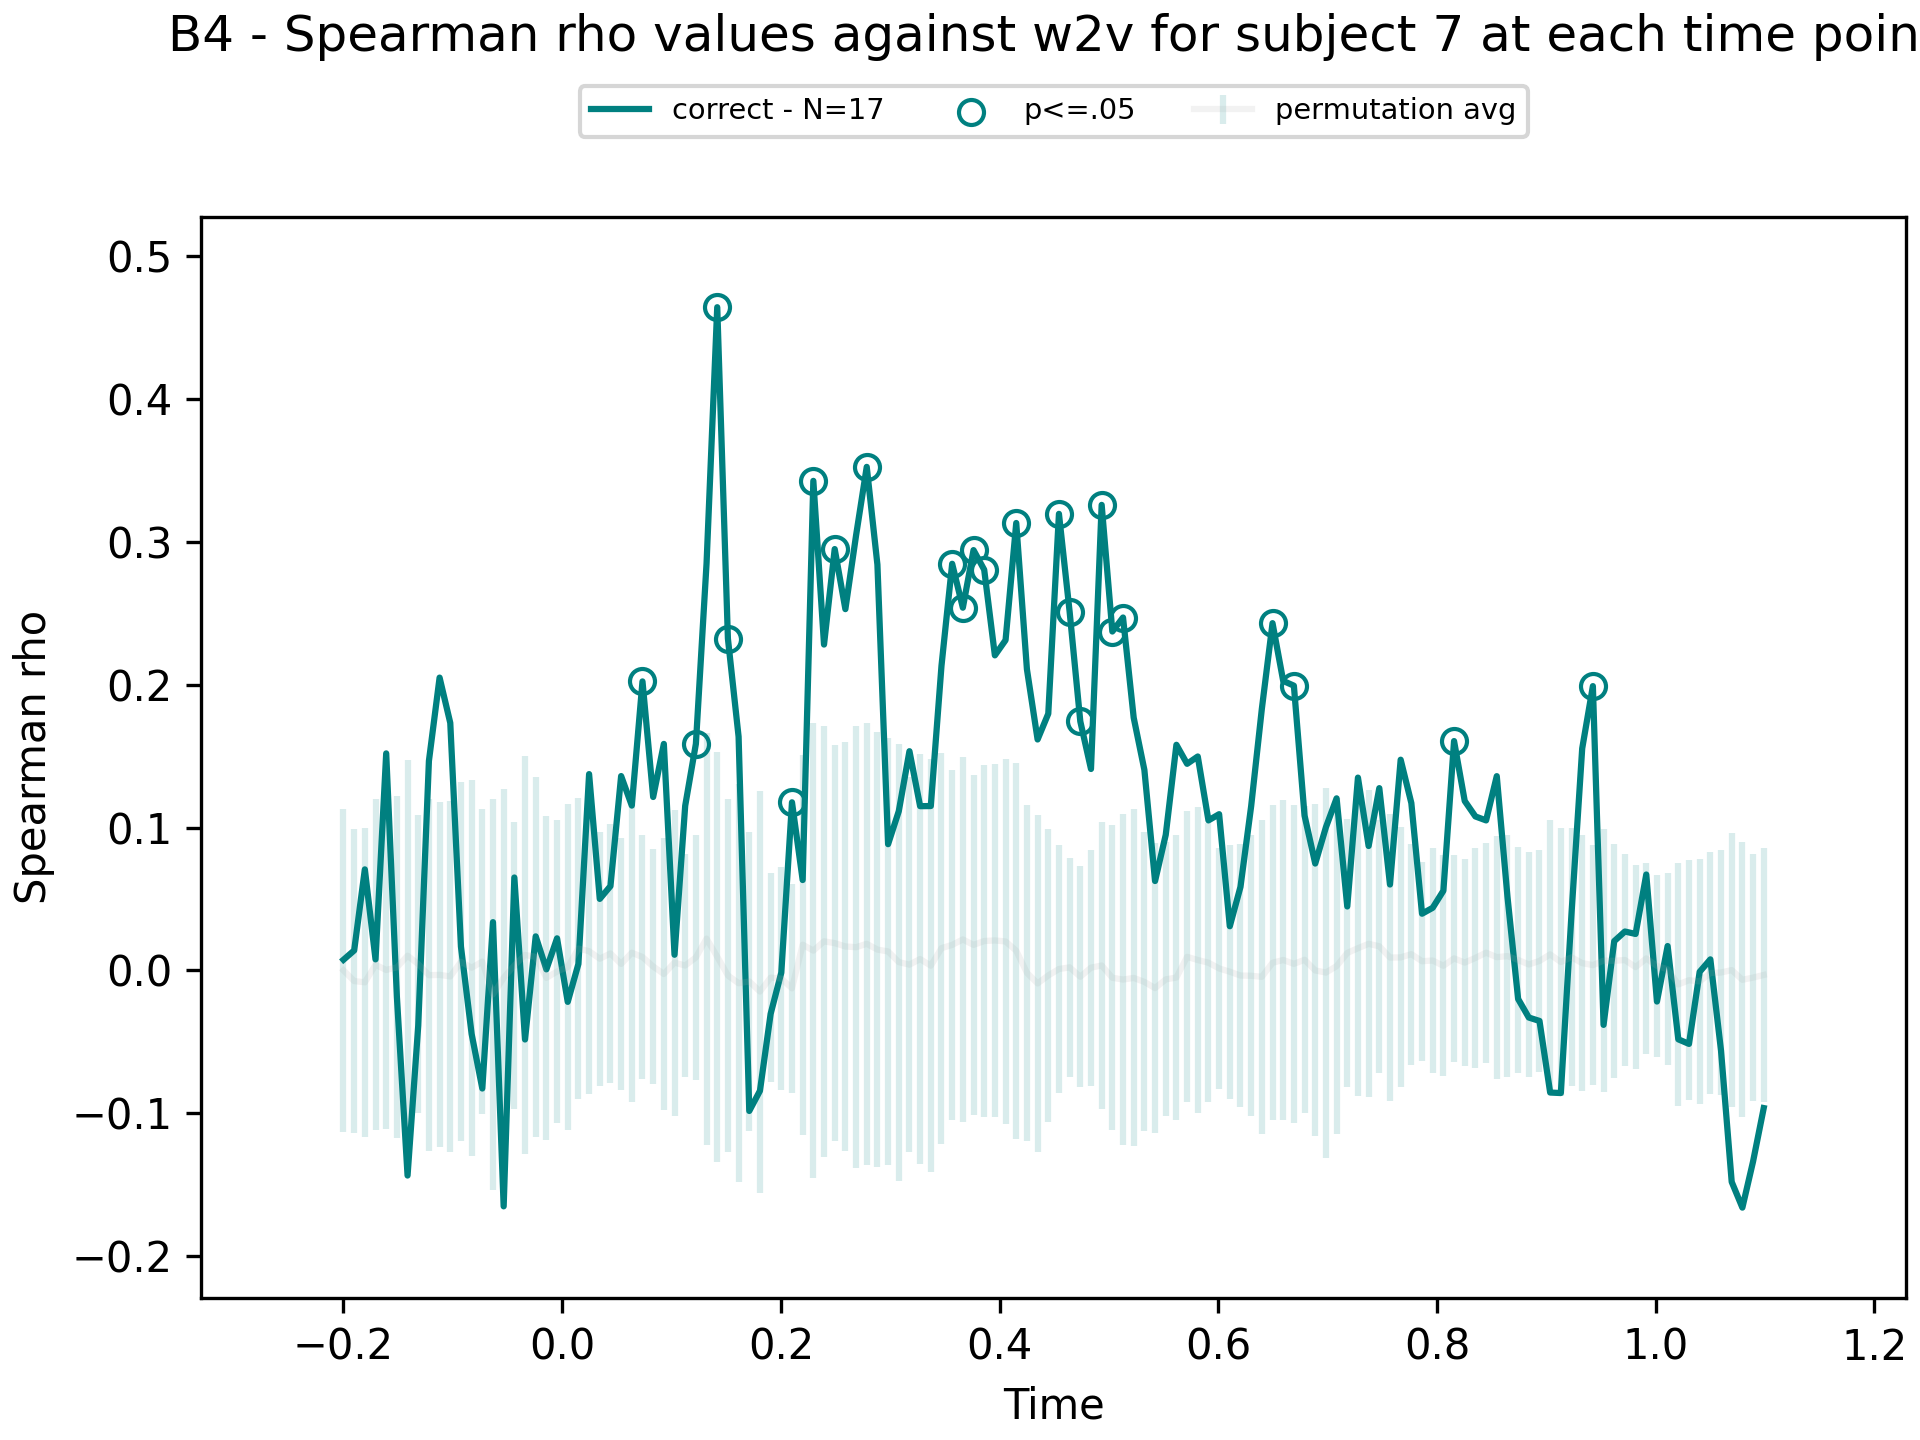 B4 - Spearman rho values against w2v for subject 7 at each time poin
correct - N=17
p<=.05
permutation avg
0.5
0.4
0.3
0.2
0.1
0.0
−0.1
−0.2
Spearman rho
−0.2
0.0
0.2
0.4
0.6
0.8
1.0
1.2
Time